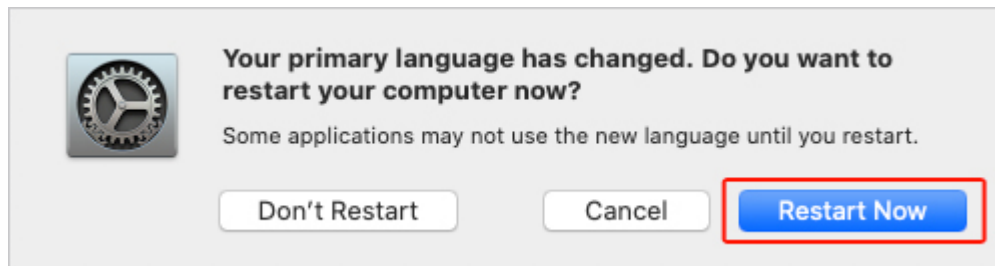 Your primary language has changed. Do you want to
restart your computer now?
Some applications may not use the new language until you restart.
Don't Restart
Cancel
Restart Now